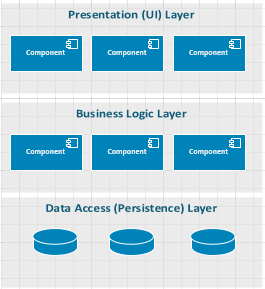 Presentation (UI) Layer
Component Component Component
Business Logic Layer
Component Component Component
Data Access (Persistence) Layer